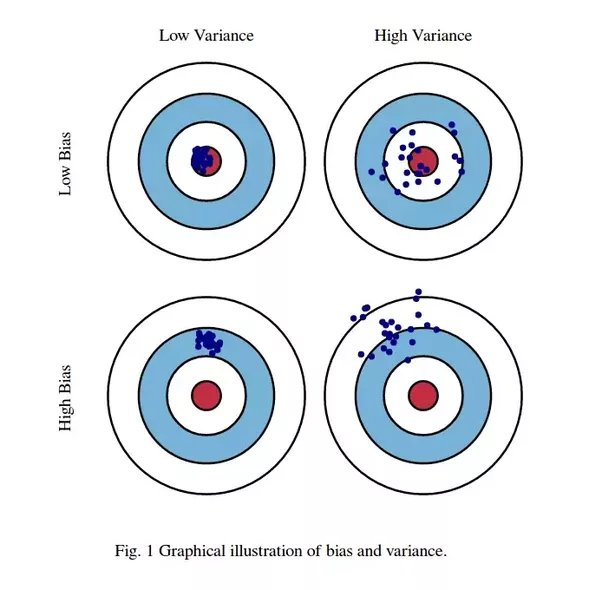 Low Variance
High Variance
Low Bias
High Bias
Fig. 1 Graphical illustration of bias and variance.